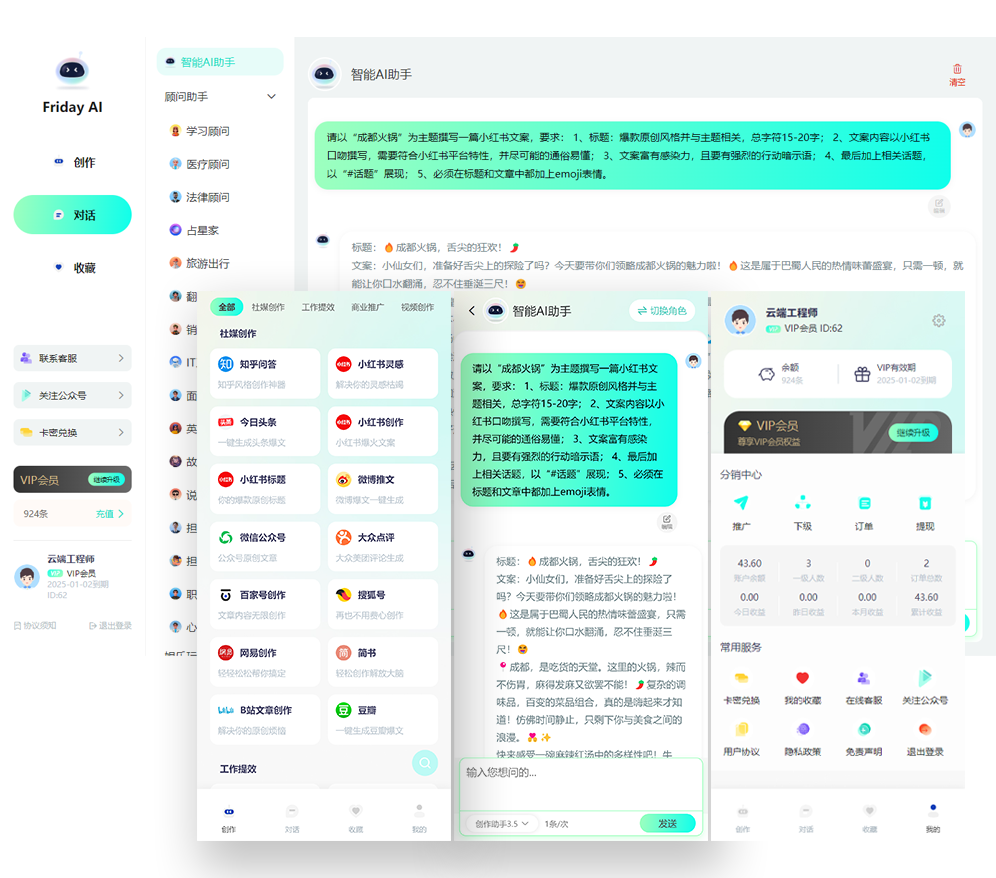 Friday AI
创作
对话
收藏
联系客服
关注公众号
卡密兑换
VIP会员
继续升级
924条
充值
云端工程师
VIP会员
2025-01-02到期
ID:62
协议须知
退出登录
智能AI助手
顾问助手
学习顾问
医疗顾问
法律顾问
占星家
旅游出行
翻
销
IT
面
英
故
说
担
担
职
心
智能AI助手
清空
请以“成都火锅”为主题撰写一篇小红书文案，要求： 1、标题：爆款原创风格并与主题相关，总字符15-20字； 2、文案内容以小红书
口吻撰写，需要符合小红书平台特性，并尽可能的通俗易懂； 3、文案富有感染力，且要有强烈的行动暗示语； 4、最后加上相关话题，
以“#话题”展现； 5、必须在标题和文章中都加上emoji表情。
编辑
标题：🔥成都火锅，舌尖的狂欢！🌶️
文案：小仙女们，准备好舌尖上的探险了吗？今天要带你们领略成都火锅的魅力啦！🔥这是属于巴蜀人民的热情味蕾盛宴，只需一顿，就
能让你口水翻涌，忍不住垂涎三尺！😋
全部
社媒创作
工作提效
商业推广
视频创作
社媒创作
知乎问答
知乎风格创作神器
小红书灵感
解决你的灵感枯竭
头条
今日头条
一键生成头条爆文
小红书
小红书创作
小红书爆火文案
小红书
小红书标题
你的爆款原创标题
微博推文
微博爆文一键生成
微信公众号
公众号原创文章
大众点评
大众美团评论生成
百家号创作
文章内容无限创作
搜狐号
再也不用费心创作
网易创作
轻轻松松帮你搞定
简
简书
轻松创作解放大脑
B站文章创作
解决你的原创烦恼
豆
豆瓣
一键生成豆瓣爆文
工作提效
创作
对话
收藏
我的
智能AI助手
切换角色
请以“成都火锅”为主题撰写一篇小红书文
案，要求： 1、标题：爆款原创风格并与主
题相关，总字符15-20字； 2、文案内容以小
红书口吻撰写，需要符合小红书平台特性，
并尽可能的通俗易懂； 3、文案富有感染
力，且要有强烈的行动暗示语； 4、最后加
上相关话题，以“#话题”展现； 5、必须在
标题和文章中都加上emoji表情。
编辑
标题：🔥成都火锅，舌尖的狂欢！🌶️
文案：小仙女们，准备好舌尖上的探险了
吗？今天要带你们领略成都火锅的魅力啦！
🔥这是属于巴蜀人民的热情味蕾盛宴，只需
一顿，就能让你口水翻涌，忍不住垂涎三
尺！😋
📍成都，是吃货的天堂。这里的火锅，辣而
不伤胃，麻得发麻又欲罢不能！🌶️复杂的调
味品，百变的菜品组合，真的是嗨起来才知
道！仿佛时间静止，只剩下你与美食之间的
浪漫。💑✨
快来感受一碗麻辣红汤中的多样性吧！牛
输入您想问的...
创作助手3.5
1条/次
发送
云端工程师
VIP会员 ID:62
余额
924条
VIP有效期
2025-01-02到期
VIP会员
尊享VIP会员权益
继续升级
分销中心
推广
下级
订单
提现
43.60
3
0
2
账户余额
一级人数
二级人数
订单总数
0.00
0.00
0.00
43.60
今日收益
昨日收益
本月收益
累计收益
常用服务
卡密兑换
我的收藏
在线客服
关注公众号
用户协议
隐私政策
免责声明
退出登录
创作
对话
收藏
我的